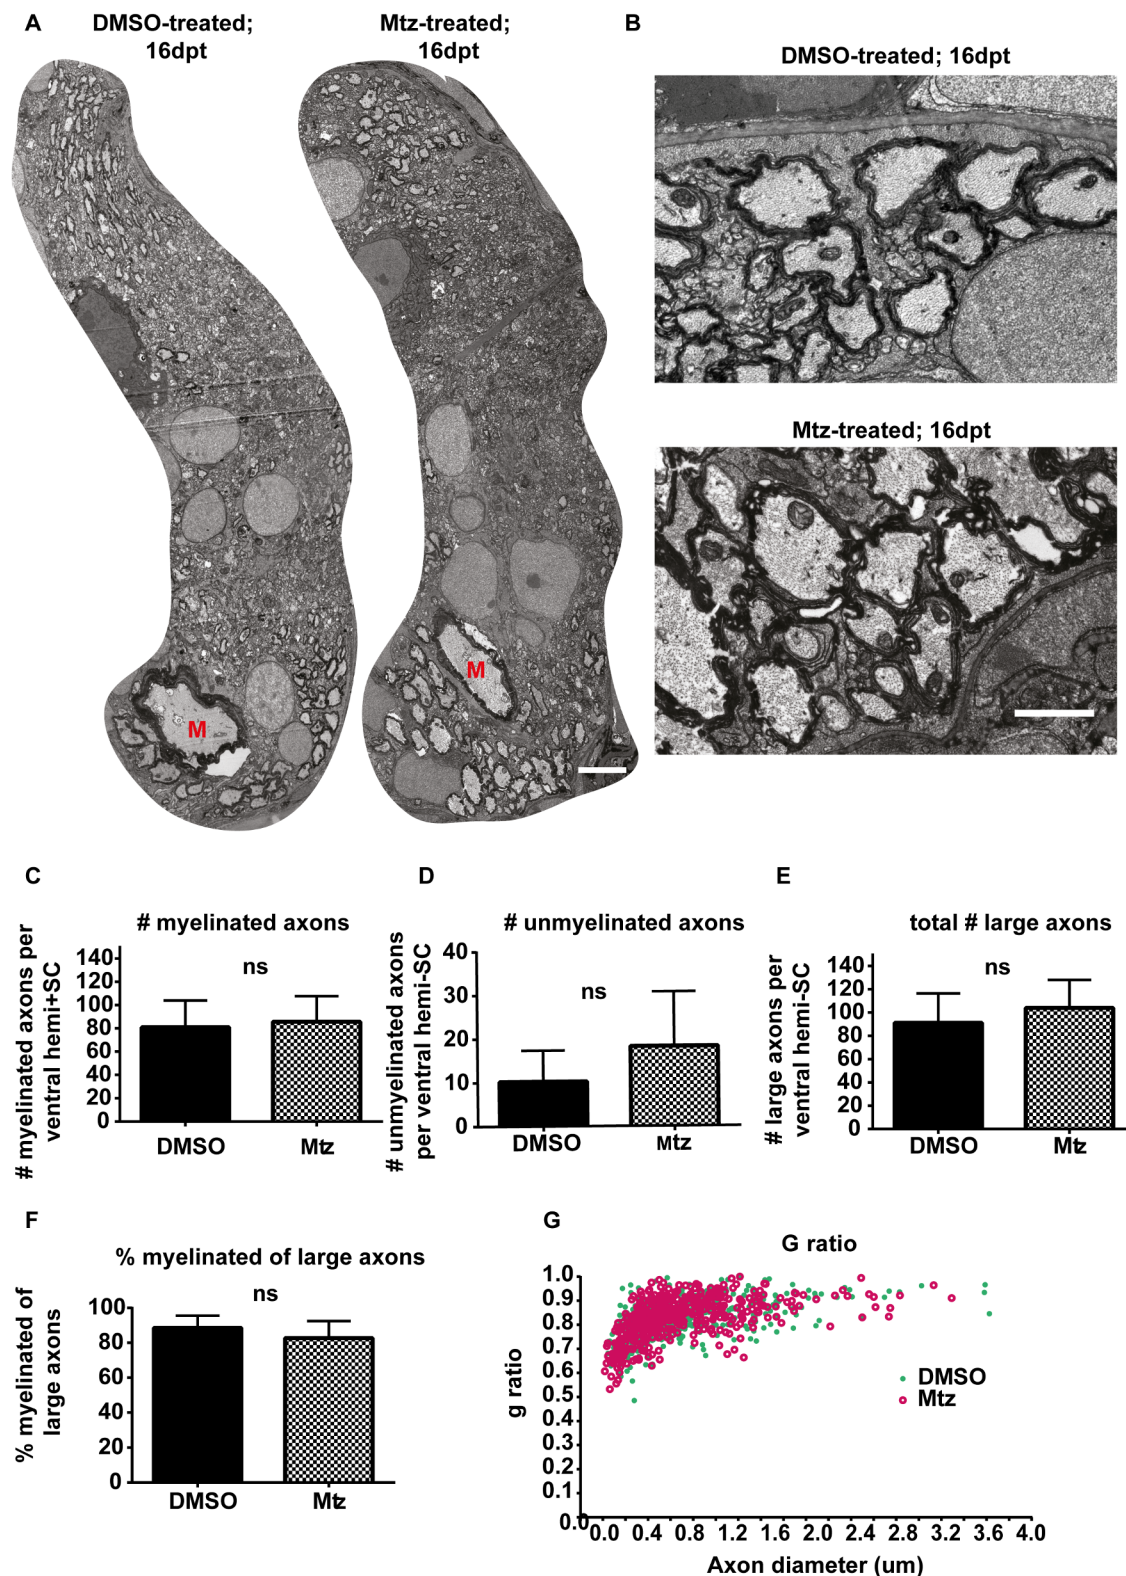 A
DMSO-treated;
16dpt
Mtz-treated;
16dpt
M
M
B
DMSO-treated; 16dpt
Mtz-treated; 16dpt
C
# myelinated axons
# myelinated axons per
ventral hemi+SC
140
120
100
80
60
40
20
0
ns
DMSO
Mtz
D
# unmyelinated axons
# unmyelinated axons
per ventral hemi-SC
40
30
20
10
0
ns
DMSO
Mtz
E
total # large axons
# large axons per
ventral hemi-SC
140
120
100
80
60
40
20
0
ns
DMSO
Mtz
F
% myelinated of large axons
% myelinated of
large axons
100
80
60
40
20
0
ns
DMSO
Mtz
G
G ratio
g ratio
1.0
0.9
0.8
0.7
0.6
0.5
0.4
0.3
0.2
0.1
0.0
0.0 0.4 0.8 1.2 1.6 2.0 2.4 2.8 3.2 3.6 4.0
Axon diameter (um)
DMSO
Mtz